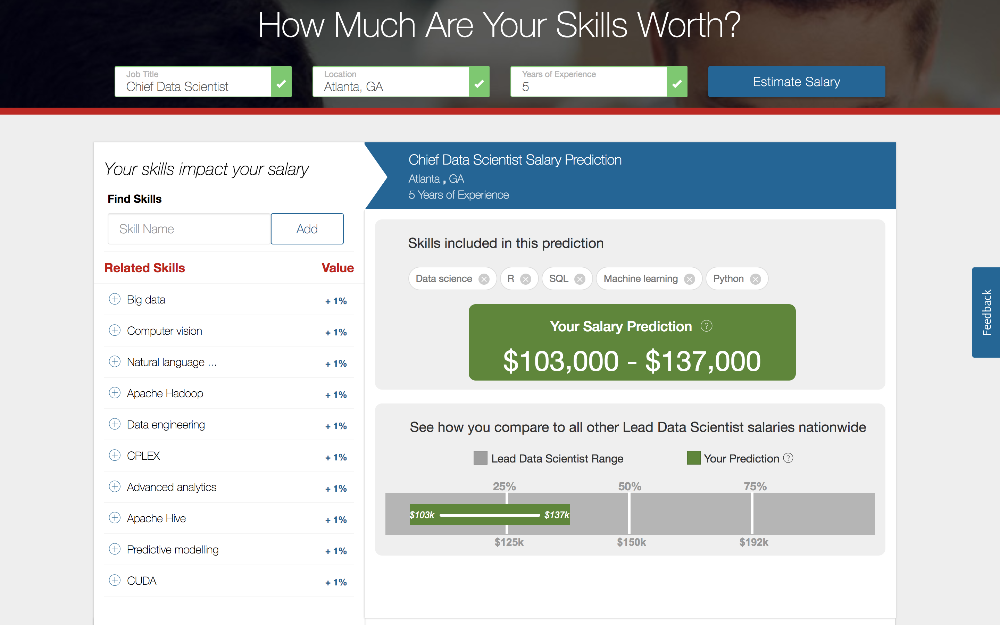 How Much Are Your Skills Worth?
Job Title
Chief Data Scientist
Location
Atlanta, GA
Years of Experience
5
Estimate Salary
Your skills impact your salary
Find Skills
Skill Name
Add
Related Skills Value
Big data + 1%
Computer vision + 1%
Natural language ... + 1%
Apache Hadoop + 1%
Data engineering + 1%
CPLEX + 1%
Advanced analytics + 1%
Apache Hive + 1%
Predictive modelling + 1%
CUDA + 1%
Chief Data Scientist Salary Prediction
Atlanta , GA
5 Years of Experience
Skills included in this prediction
Data science R SQL Machine learning Python
Your Salary Prediction ?
$103,000 - $137,000
See how you compare to all other Lead Data Scientist salaries nationwide
Lead Data Scientist Range Your Prediction ?
25% 50% 75%
$103k $137k
$125k $150k $192k
Feedback